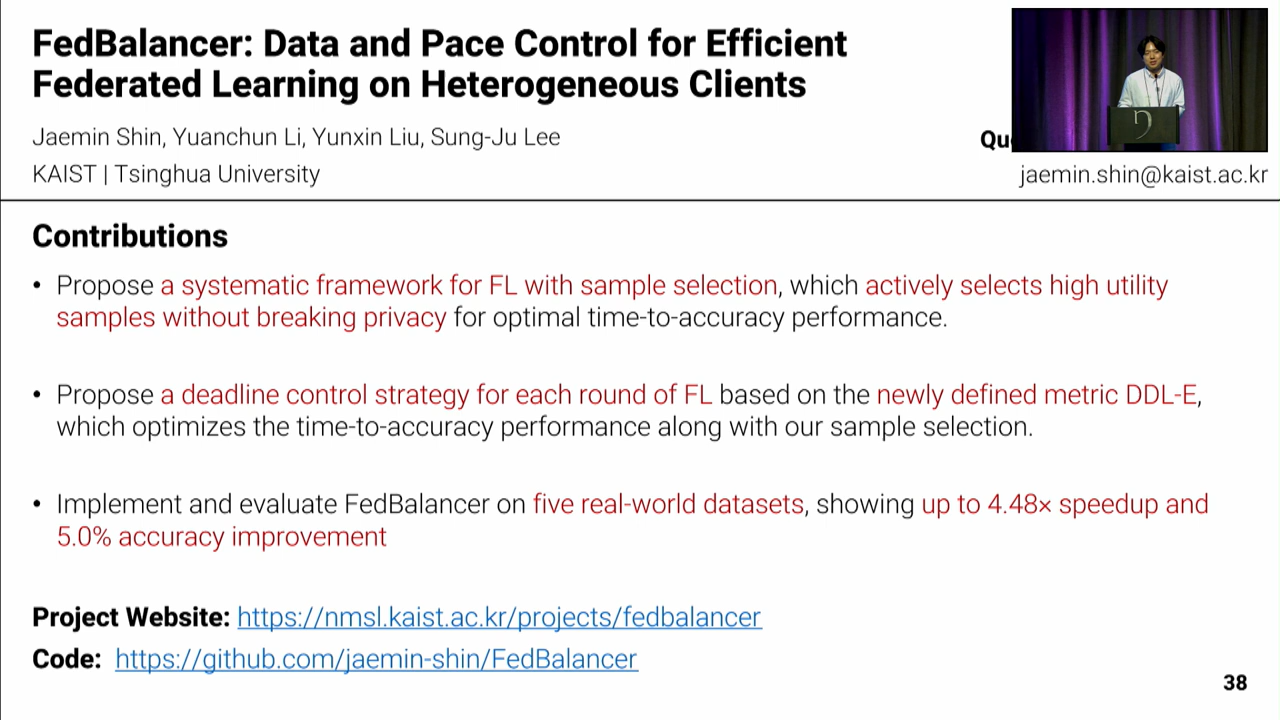 FedBalancer: Data and Pace Control for Efficient
Federated Learning on Heterogeneous Clients
Jaemin Shin, Yuanchun Li, Yunxin Liu, Sung-Ju Lee
KAIST | Tsinghua University
jaemin.shin@kaist.ac.kr
Contributions
• Propose a systematic framework for FL with sample selection, which actively selects high utility
samples without breaking privacy for optimal time-to-accuracy performance.
• Propose a deadline control strategy for each round of FL based on the newly defined metric DDL-E,
which optimizes the time-to-accuracy performance along with our sample selection.
• Implement and evaluate FedBalancer on five real-world datasets, showing up to 4.48× speedup and
5.0% accuracy improvement
Project Website: https://nmsl.kaist.ac.kr/projects/fedbalancer
Code: https://github.com/jaemin-shin/FedBalancer
38